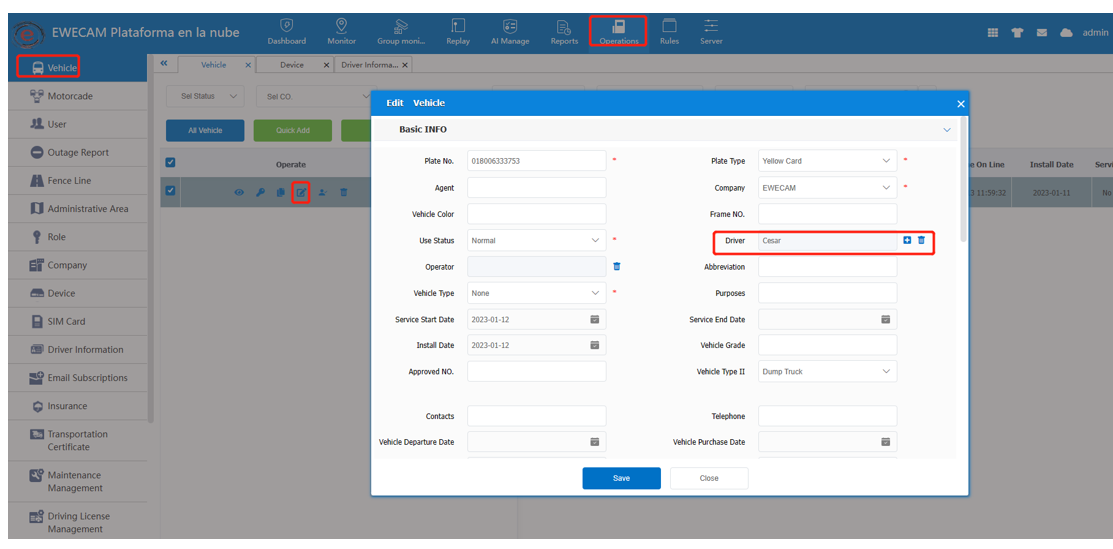 EWECAM Plataforma en la nube
Dashboard
Monitor
Group moni...
Replay
AI Manage
Reports
Operations
Rules
Server
admin
Vehicle
Motorcade
User
Outage Report
Fence Line
Administrative Area
Role
Company
Device
SIM Card
Driver Information
Email Subscriptions
Insurance
Transportation
Certificate
Maintenance
Management
Driving License
Management
Vehicle
Device
Driver Informa...
Sel Status
Sel CO.
All Vehicle
Quick Add
Operate
e On Line
Install Date
Servi
3 11:59:32
2023-01-11
No
Edit Vehicle
Basic INFO
Plate No. 018006333753 *
Plate Type Yellow Card *
Agent
Company EWECAM *
Vehicle Color
Frame NO.
Use Status Normal *
Driver Cesar
Operator
Abbreviation
Vehicle Type None *
Purposes
Service Start Date 2023-01-12
Service End Date
Install Date 2023-01-12
Vehicle Grade
Approved NO.
Vehicle Type II Dump Truck
Contacts
Telephone
Vehicle Departure Date
Vehicle Purchase Date
Save
Close